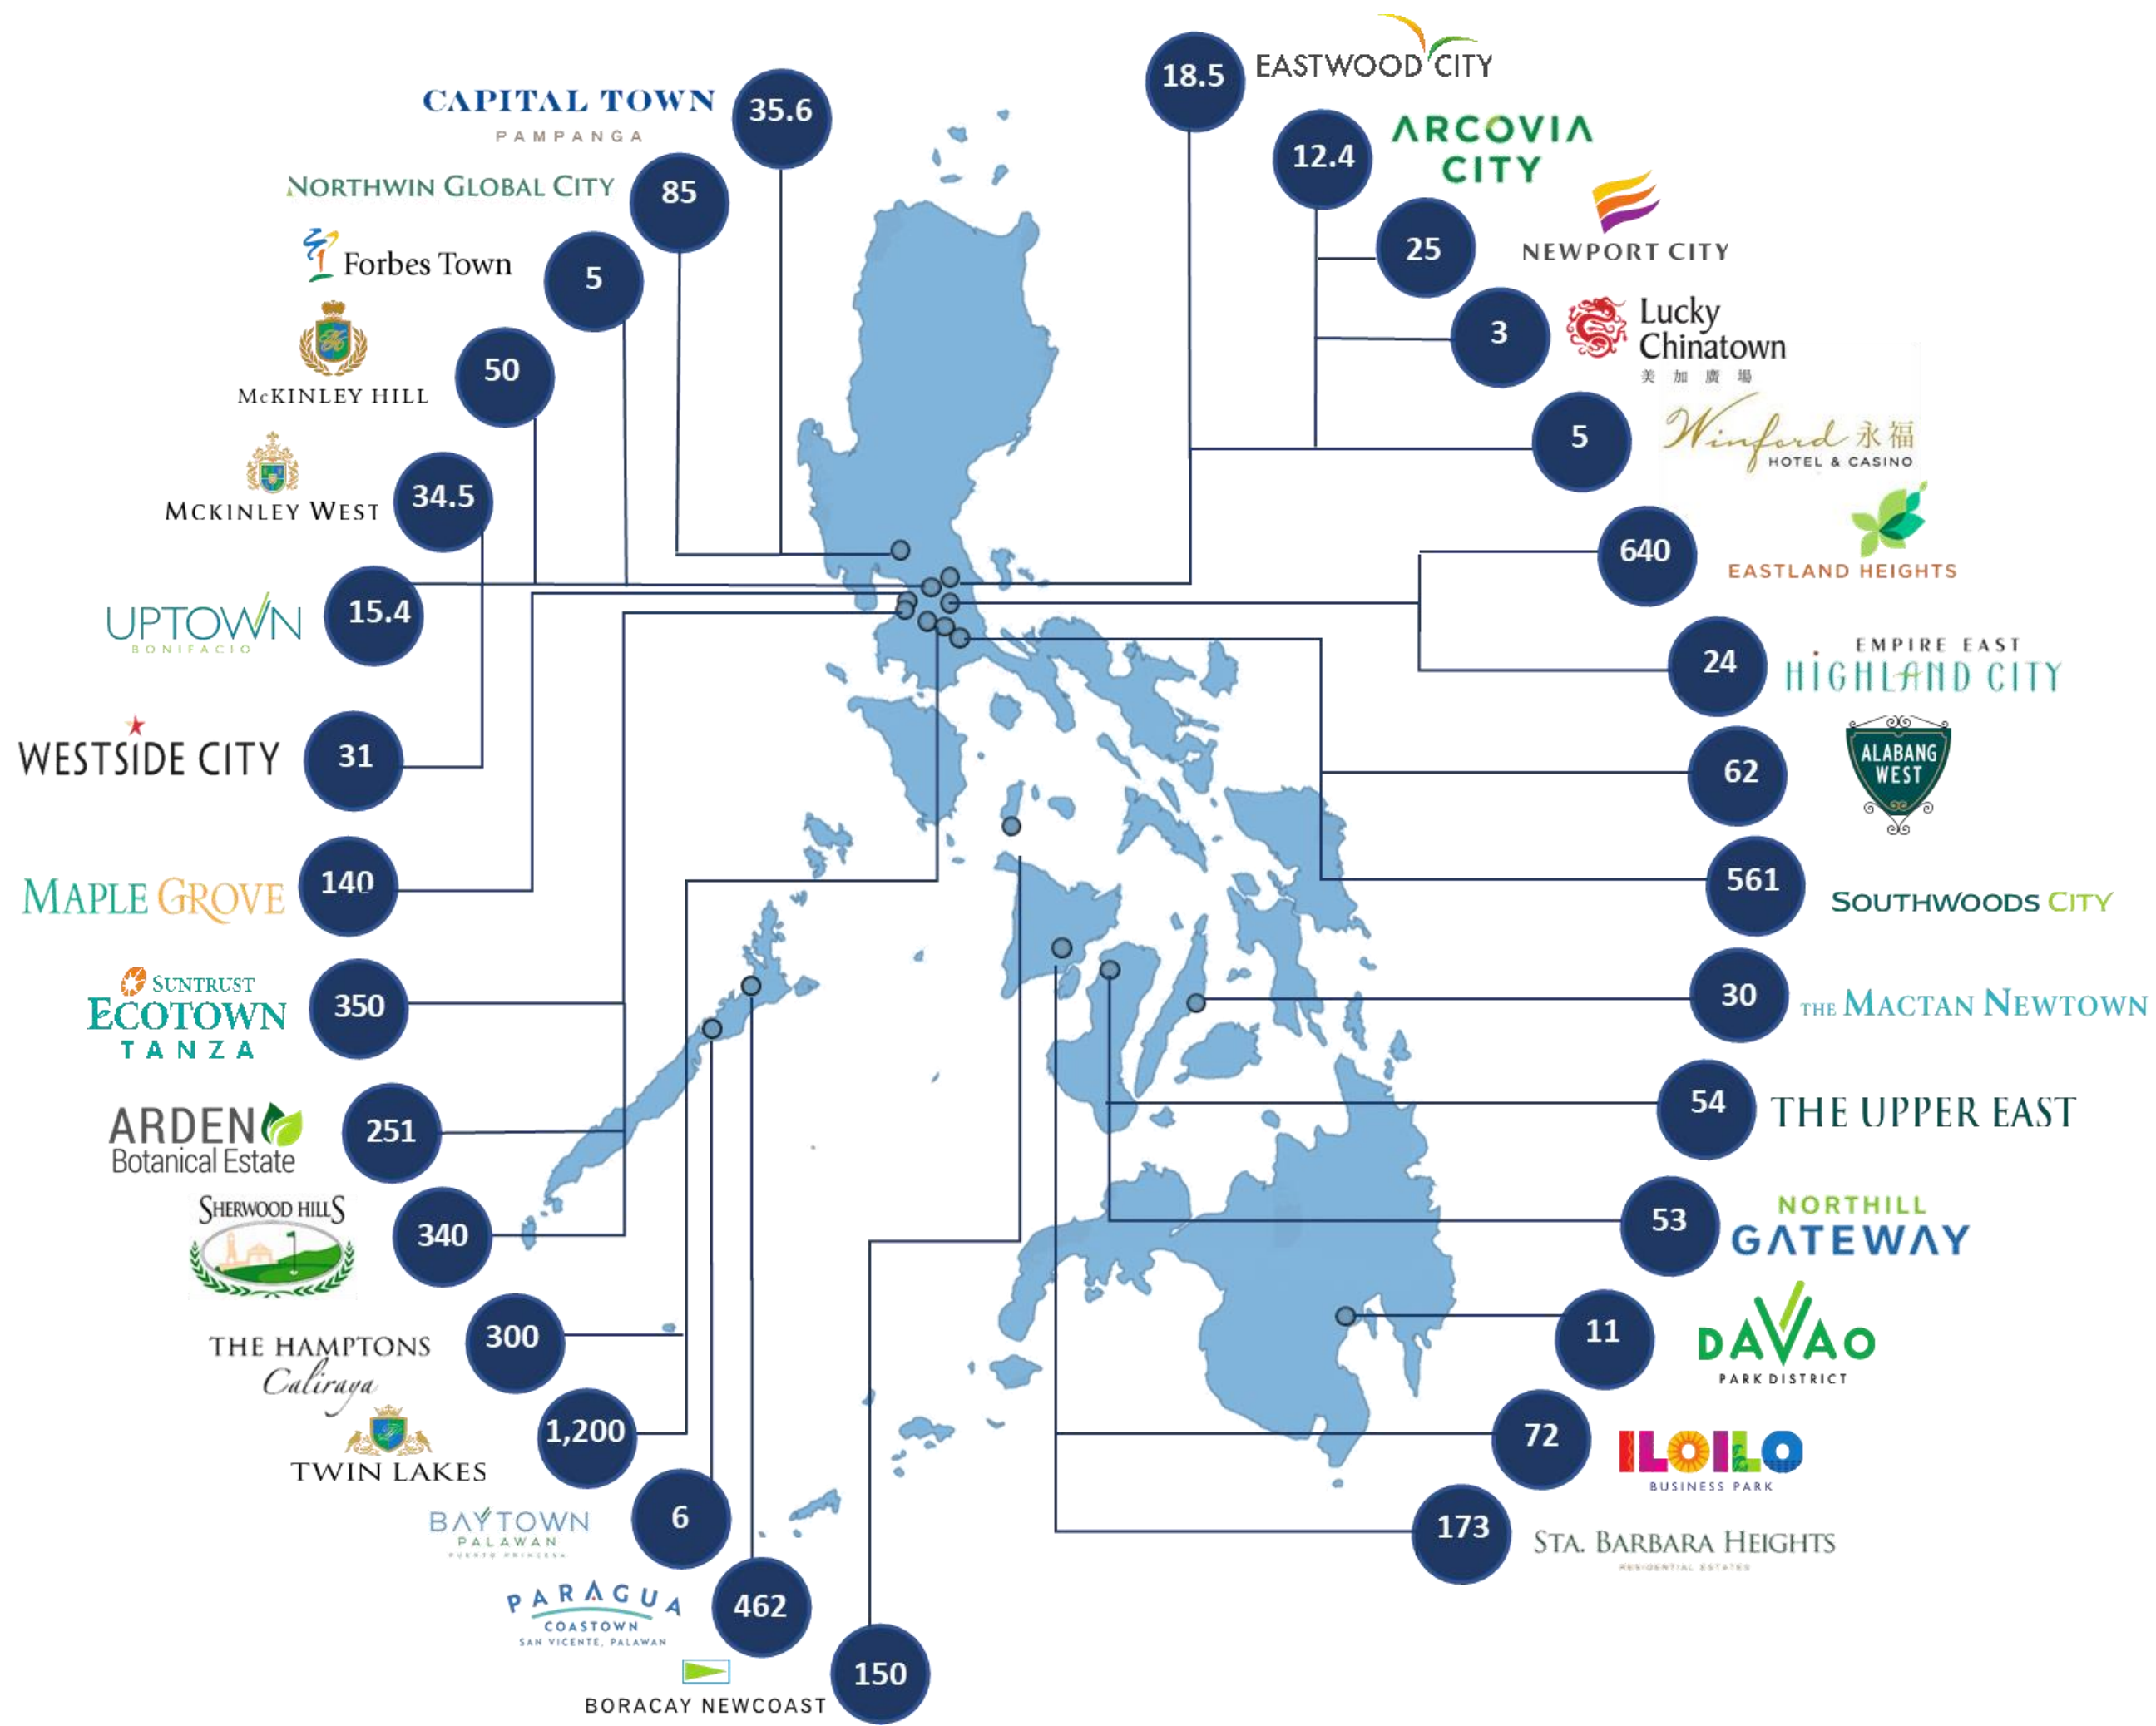 CAPITAL TOWN
PAMPANGA
35.6
NORTHWIN GLOBAL CITY
85
Forbes Town
5
McKINLEY HILL
50
MCKINLEY WEST
34.5
UPTOWN
BONIFACIO
15.4
WESTSIDE CITY
31
MAPLE GROVE
140
SUNTRUST
ECOTOWN
TANZA
350
ARDEN
Botanical Estate
251
SHERWOOD HILLS
340
THE HAMPTONS
Caliraya
300
TWIN LAKES
1,200
BAYTOWN
PALAWAN
PUERTO PRINCESA
6
PARAGUA
COASTOWN
SAN VICENTE, PALAWAN
462
BORACAY NEWCOAST
150
18.5
EASTWOOD CITY
12.4
ARCOVIA
CITY
25
NEWPORT CITY
3
Lucky
Chinatown
美加廣場
5
Winford 永福
HOTEL & CASINO
640
EASTLAND HEIGHTS
24
EMPIRE EAST
HIGHLAND CITY
62
ALABANG
WEST
561
SOUTHWOODS CITY
30
THE MACTAN NEWTOWN
54
THE UPPER EAST
53
NORTHILL
GATEWAY
11
DAVAO
PARK DISTRICT
72
ILOILO
BUSINESS PARK
173
STA. BARBARA HEIGHTS
RESIDENTIAL ESTATES